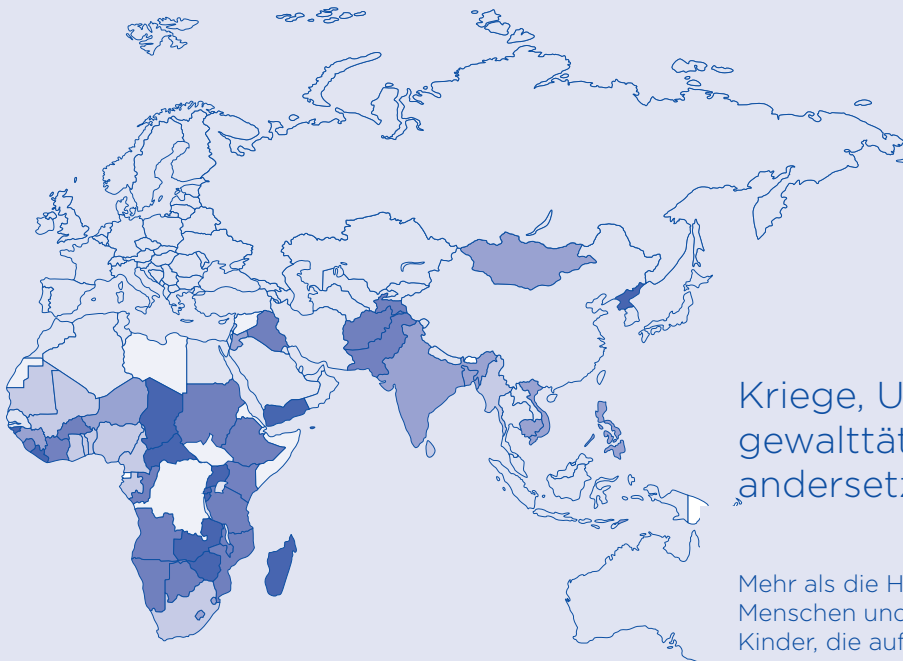 Kriege, U
gewalttät
andersetz
Mehr als die H
Menschen und
Kinder, die auf